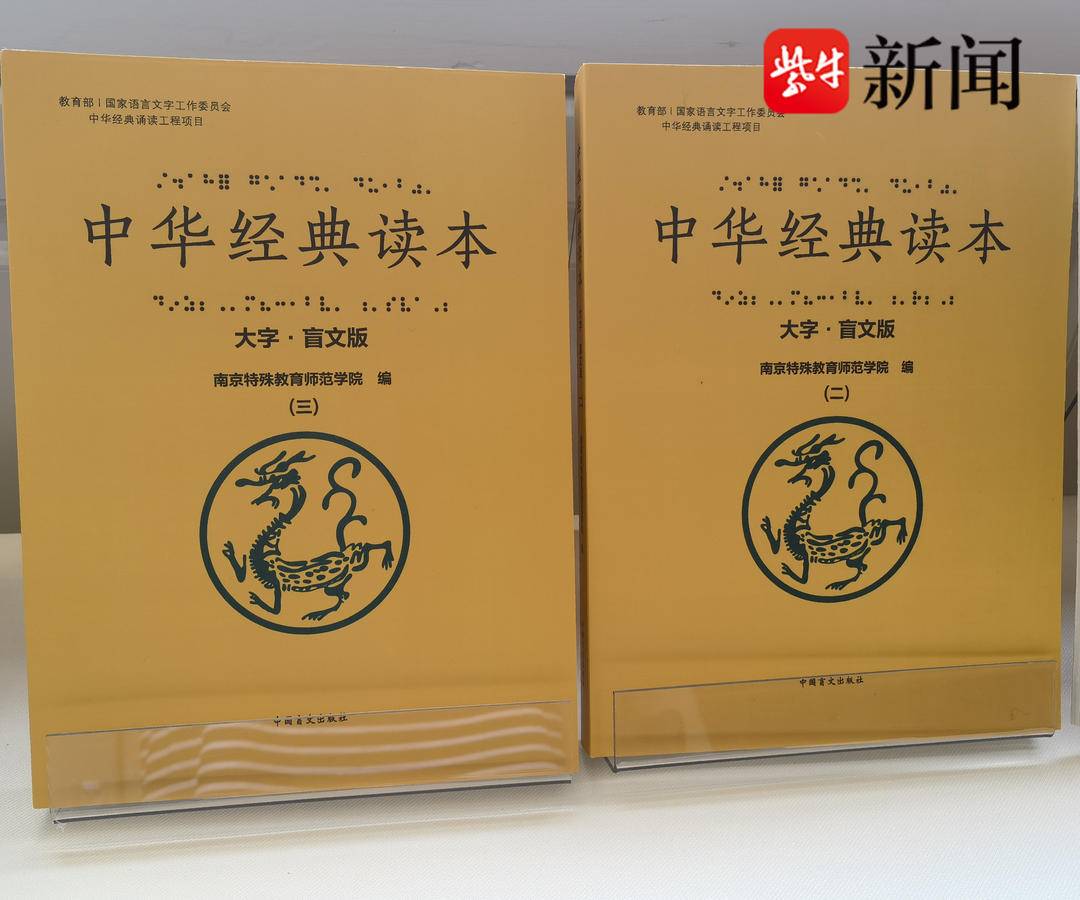 紫牛 新闻
教育部 | 国家语言文字工作委员会
中华经典诵读工程项目
中华经典读本
大字·盲文版
南京特殊教育师范学院 编
(三)
中国盲文出版社
教育部 | 国家语言文字工作委员会
中华经典诵读工程项目
中华经典读本
大字·盲文版
南京特殊教育师范学院 编
(二)
中国盲文出版社